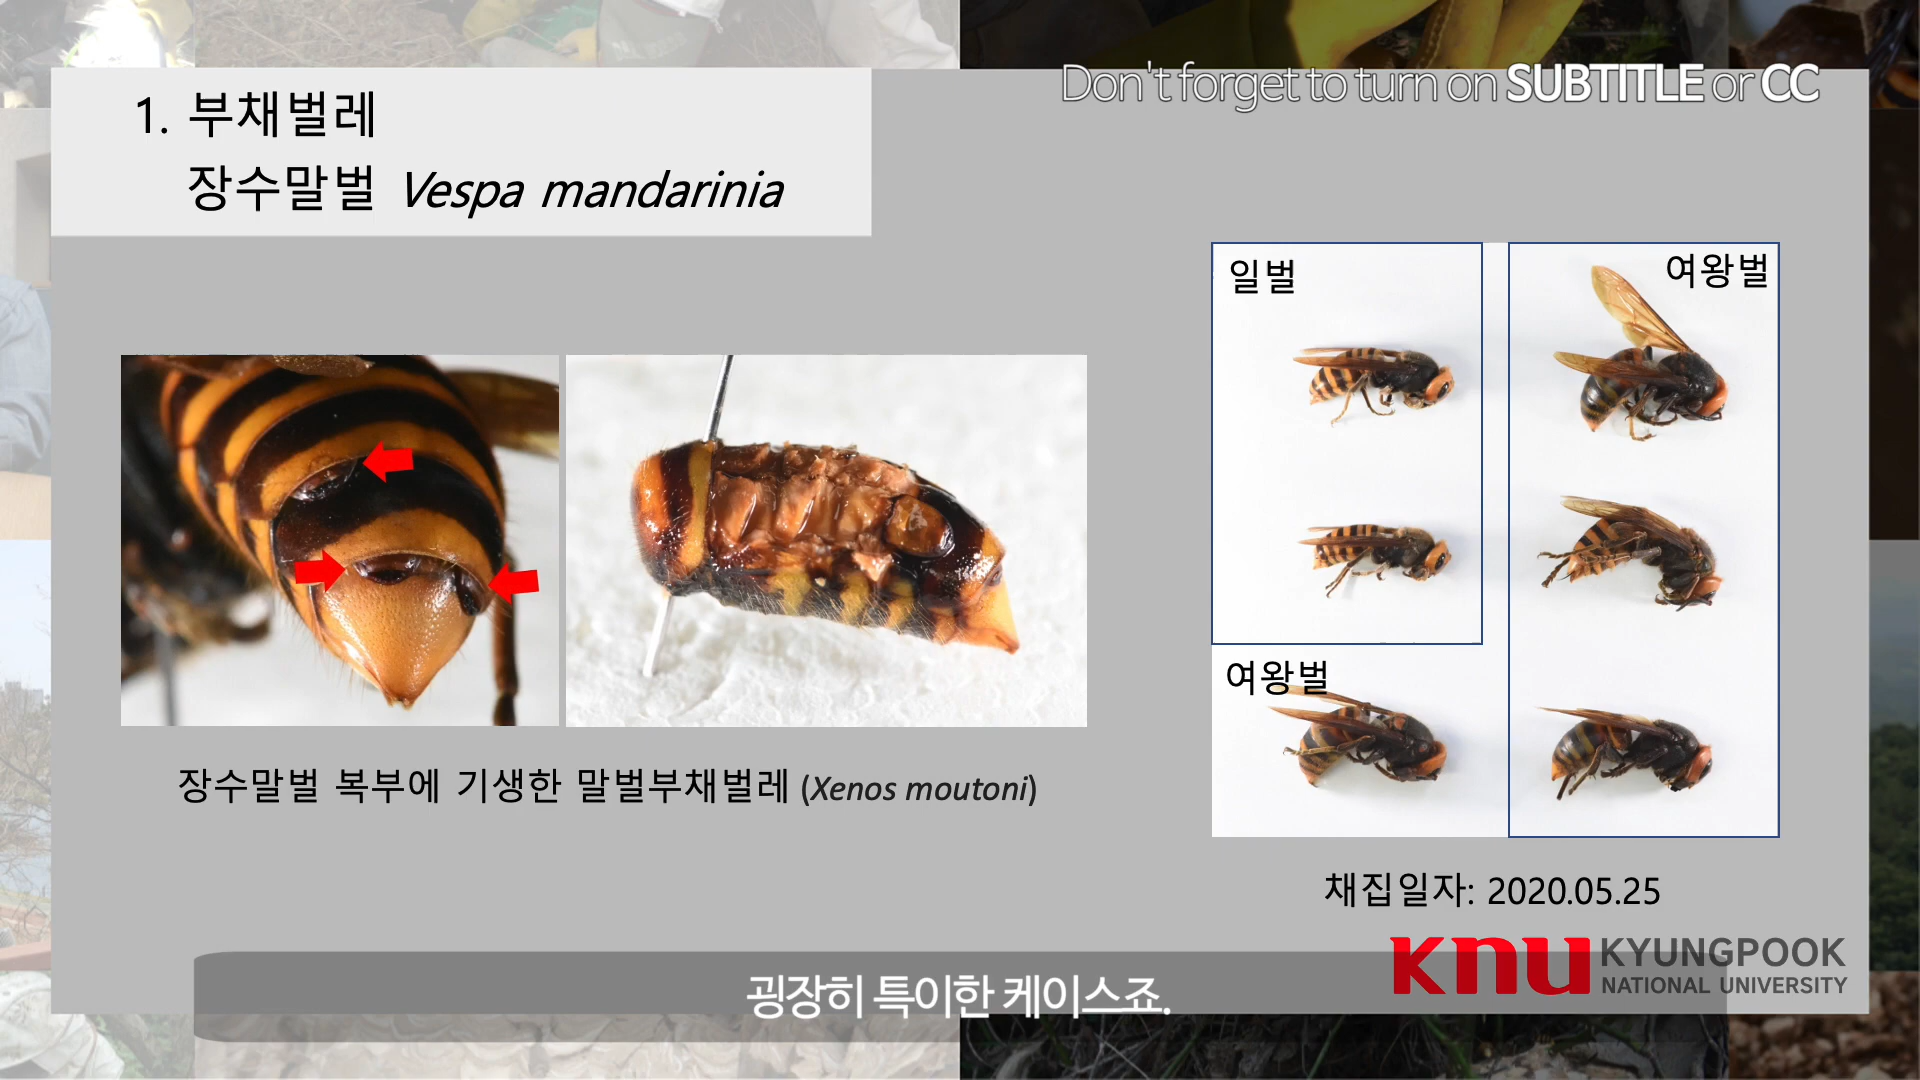 Don't forget to turn on SUBTITLE or CC
1. 부채벌레
장수말벌 Vespa mandarinia
일벌
여왕벌
여왕벌
장수말벌 복부에 기생한 말벌부채벌레 (Xenos moutoni)
채집일자: 2020.05.25
knu KYUNGPOOK
NATIONAL UNIVERSITY
굉장히 특이한 케이스죠.